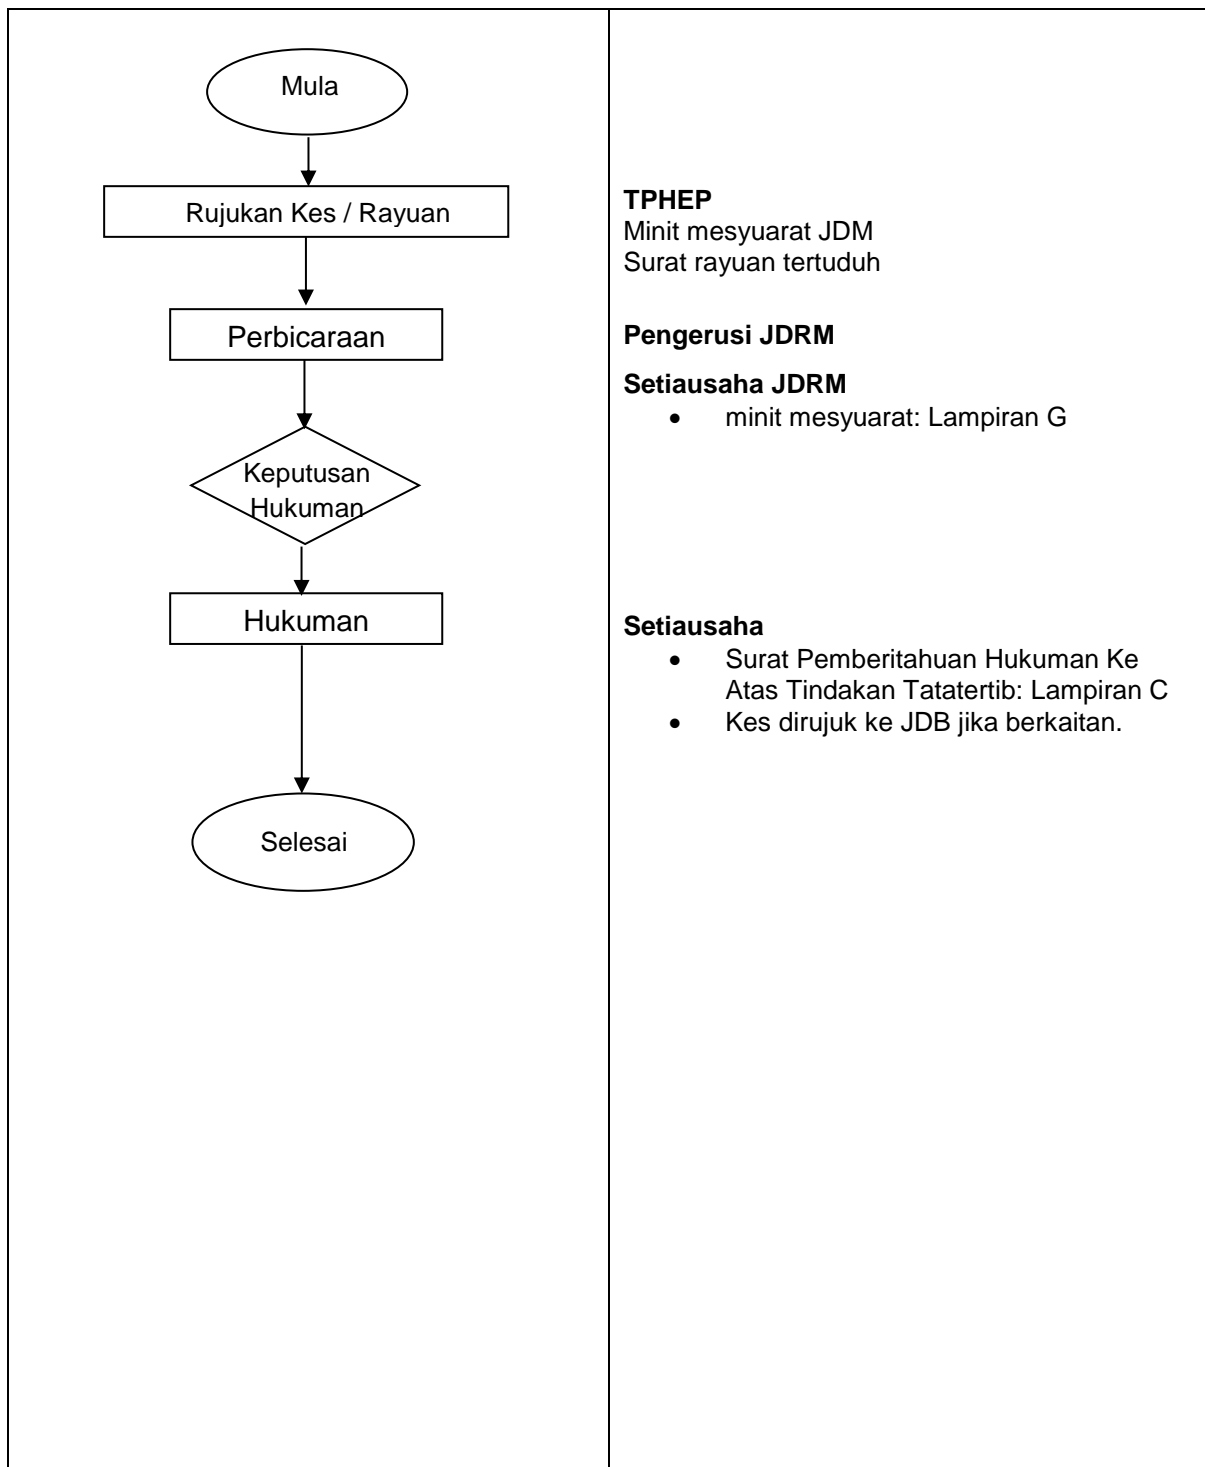 Mula
Rujukan Kes / Rayuan
Perbicaraan
Keputusan
Hukuman
Hukuman
Selesai
TPHEP
Minit mesyuarat JDM
Surat rayuan tertuduh
Pengerusi JDRM
Setiausaha JDRM
• minit mesyuarat: Lampiran G
Setiausaha
• Surat Pemberitahuan Hukuman Ke
Atas Tindakan Tatatertib: Lampiran C
• Kes dirujuk ke JDB jika berkaitan.